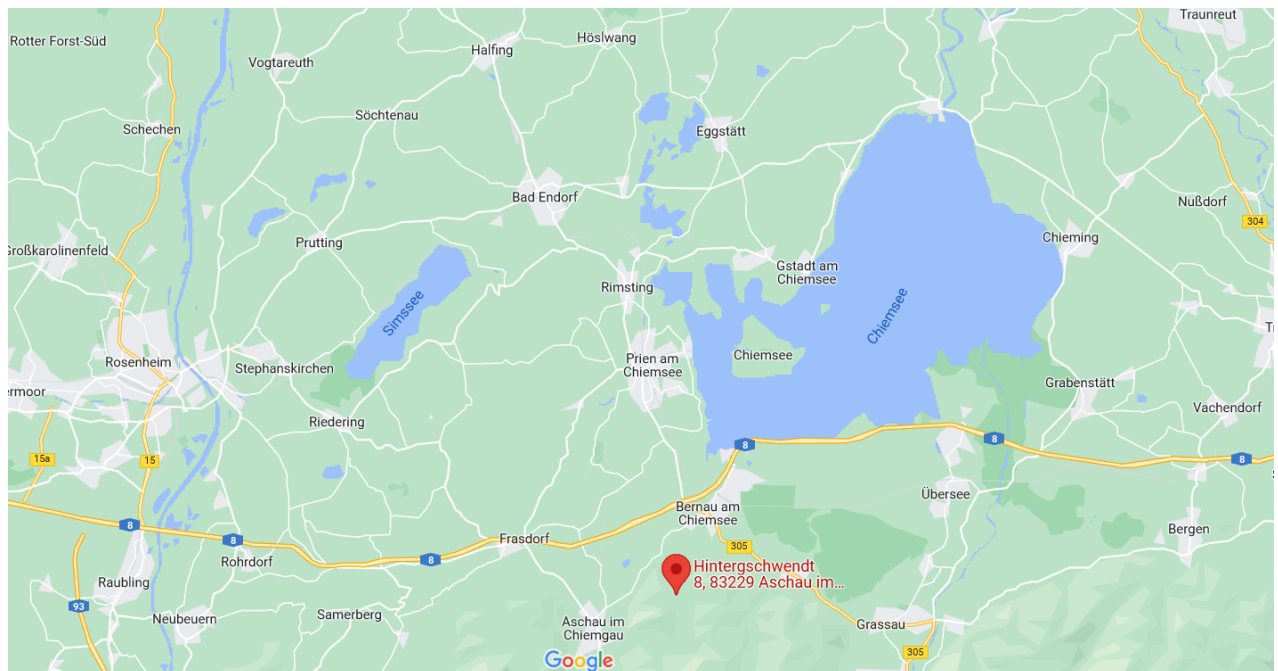 Traunreut
Rotter Forst-Süd
Höslwang
Halfing
Vogtareuth
Söchtenau
Schechen
Eggstätt
Bad Endorf
Nußdorf
304
Prutting
Chieming
Großkarolinenfeld
Gstadt am
Chiemsee
Rimsting
Simssee
Chiemsee
Chiemsee
Rosenheim
Prien am
Chiemsee
Stephanskirchen
Grabenstätt
ermoor
Vachendorf
Riedering
8
8
15a
15
8
Übersee
Bernau am
Chiemsee
8
Bergen
8
Frasdorf
305
8
Rohrdorf
Hintergschwendt
8, 83229 Aschau im...
Raubling
93
Samerberg
Neubeuern
Aschau im
Chiemgau
Grassau
305
Google